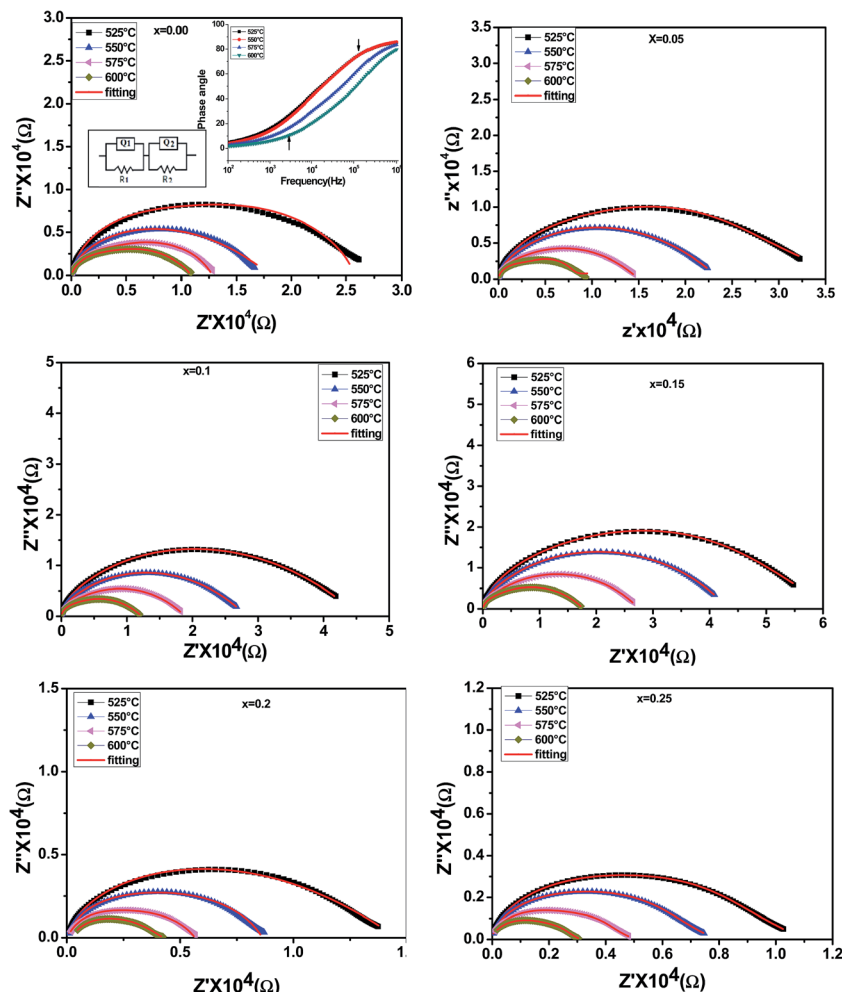 3.0
2.5
2.0
1.5
1.0
0.5
0.0
0.0 0.5 1.0 1.5 2.0 2.5 3.0
Z''X10⁴(Ω)
Z'X10⁴(Ω)
525°C
550°C
575°C
600°C
fitting
x=0.00
Q1 Q2
R1 R2
100
80
60
40
20
0
Phase angle
525°C
550°C
575°C
600°C
10² 10³ 10⁴ 10⁵ 10⁶
Frequency(Hz)
3.0
2.5
2.0
1.5
1.0
0.5
0.0
0.0 0.5 1.0 1.5 2.0 2.5 3.0 3.5
z''x10⁴(Ω)
z'x10⁴(Ω)
525°C
550°C
575°C
600°C
fitting
X=0.05
5
4
3
2
1
0
0 1 2 3 4 5
Z''X10⁴(Ω)
Z'X10⁴(Ω)
x=0.1
525°C
550°C
575°C
600°C
fitting
6
5
4
3
2
1
0
0 1 2 3 4 5 6
Z''X10⁴(Ω)
Z'X10⁴(Ω)
525°C
550°C
575°C
600°C
fitting
x=0.15
1.5
1.0
0.5
0.0
0.0 0.5 1.0 1.
Z''X10⁴(Ω)
Z'X10⁴(Ω)
525°C
550°C
575°C
600°C
fitting
x=0.2
1.2
0.9
0.6
0.3
0.0
0.0 0.2 0.4 0.6 0.8 1.0 1.2
Z''X10⁴(Ω)
Z'X10⁴(Ω)
525°C
550°C
575°C
600°C
fitting
x=0.25